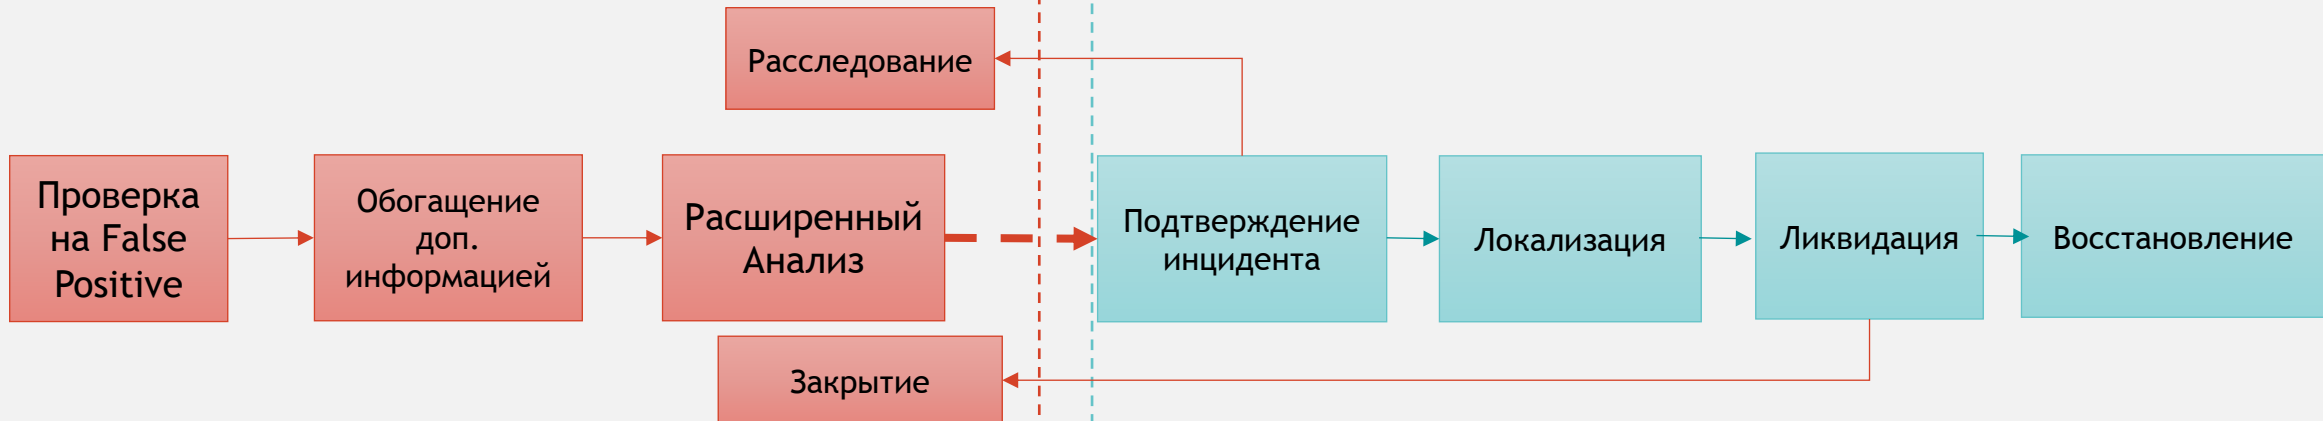 Расследование
Проверка
на False
Positive
Обогащение
доп.
информацией
Расширенный
Анализ
Подтверждение
инцидента
Локализация
Ликвидация
Восстановление
Закрытие